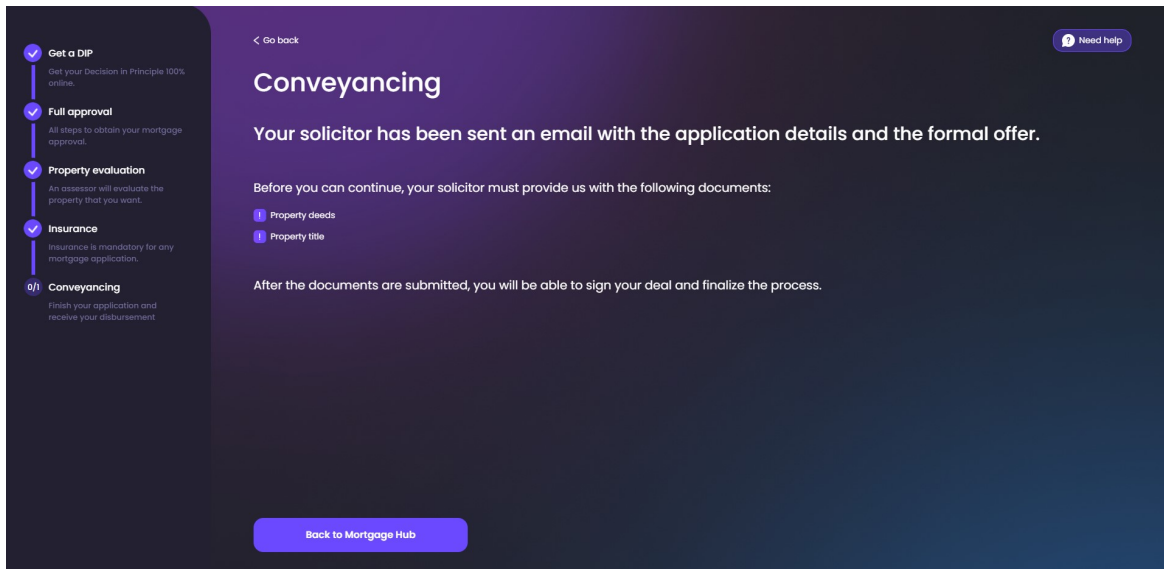 Get a DIP
Get your Decision in Principle 100%
online.
Full approval
All steps to obtain your mortgage
approval.
Property evaluation
An assessor will evaluate the
property that you want.
Insurance
Insurance is mandatory for any
mortgage application.
0/1 Conveyancing
Finish your application and
receive your disbursement
< Go back
? Need help
Conveyancing
Your solicitor has been sent an email with the application details and the formal offer.
Before you can continue, your solicitor must provide us with the following documents:
! Property deeds
! Property title
After the documents are submitted, you will be able to sign your deal and finalize the process.
Back to Mortgage Hub